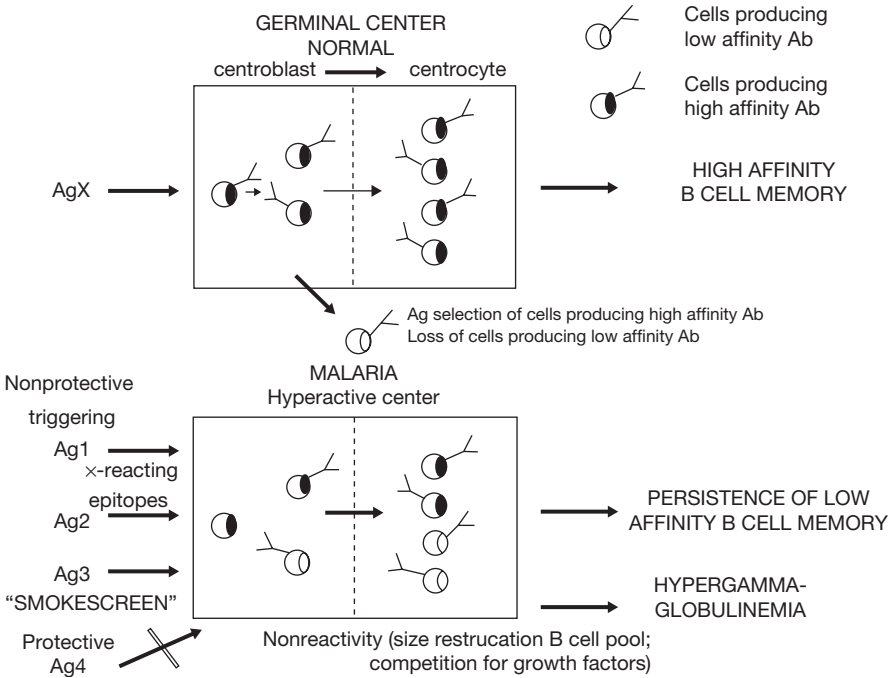 GERMINAL CENTER
NORMAL
centroblast
centrocyte
Cells producing
low affinity Ab
Cells producing
high affinity Ab
AgX
HIGH AFFINITY
B CELL MEMORY
Ag selection of cells producing high affinity Ab
Loss of cells producing low affinity Ab
MALARIA
Hyperactive center
Nonprotective
triggering
Ag1
×-reacting
epitopes
Ag2
Ag3
“SMOKESCREEN”
Protective
Ag4
PERSISTENCE OF LOW
AFFINITY B CELL MEMORY
HYPERGAMMA-
GLOBULINEMIA
Nonreactivity (size restrucation B cell pool;
competition for growth factors)